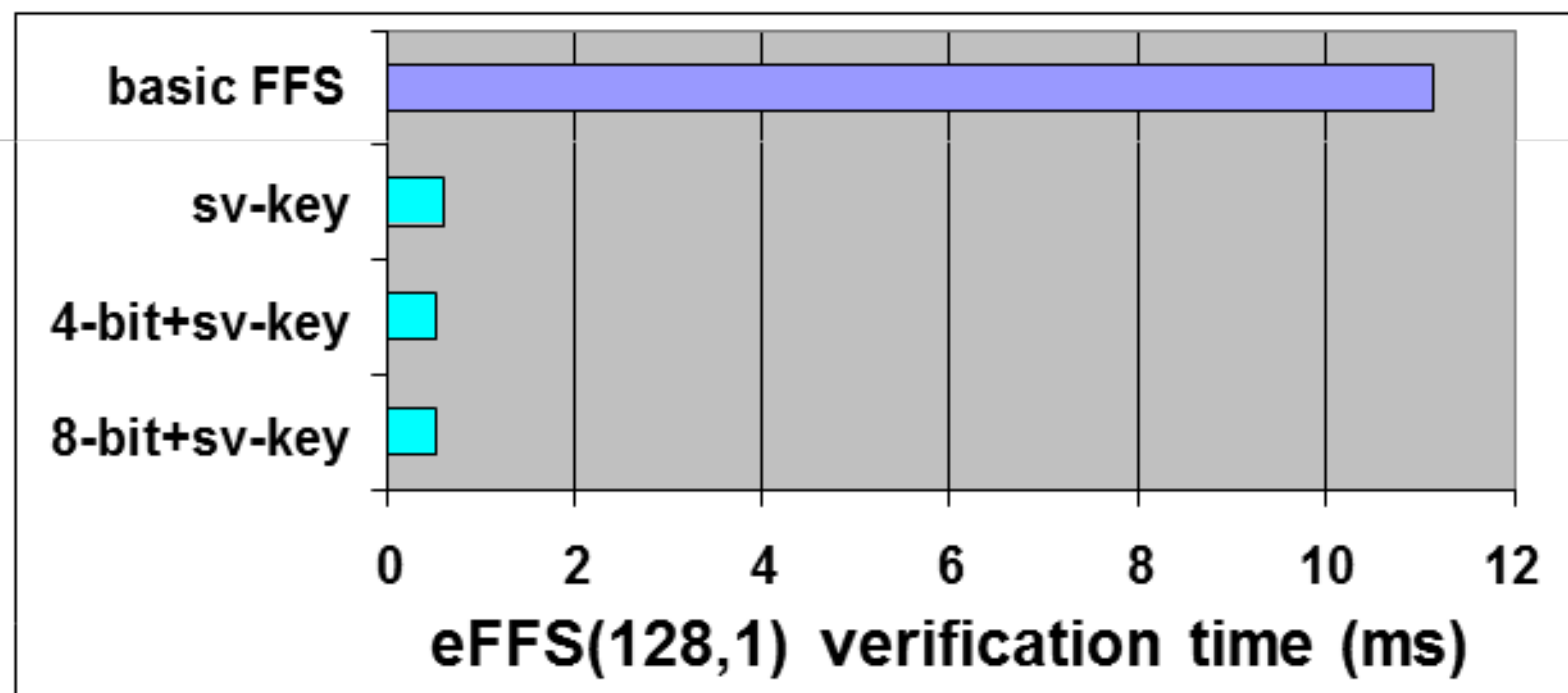 basic FFS
sv-key
4-bit+sv-key
8-bit+sv-key
0 2 4 6 8 10 12
eFFS(128,1) verification time (ms)